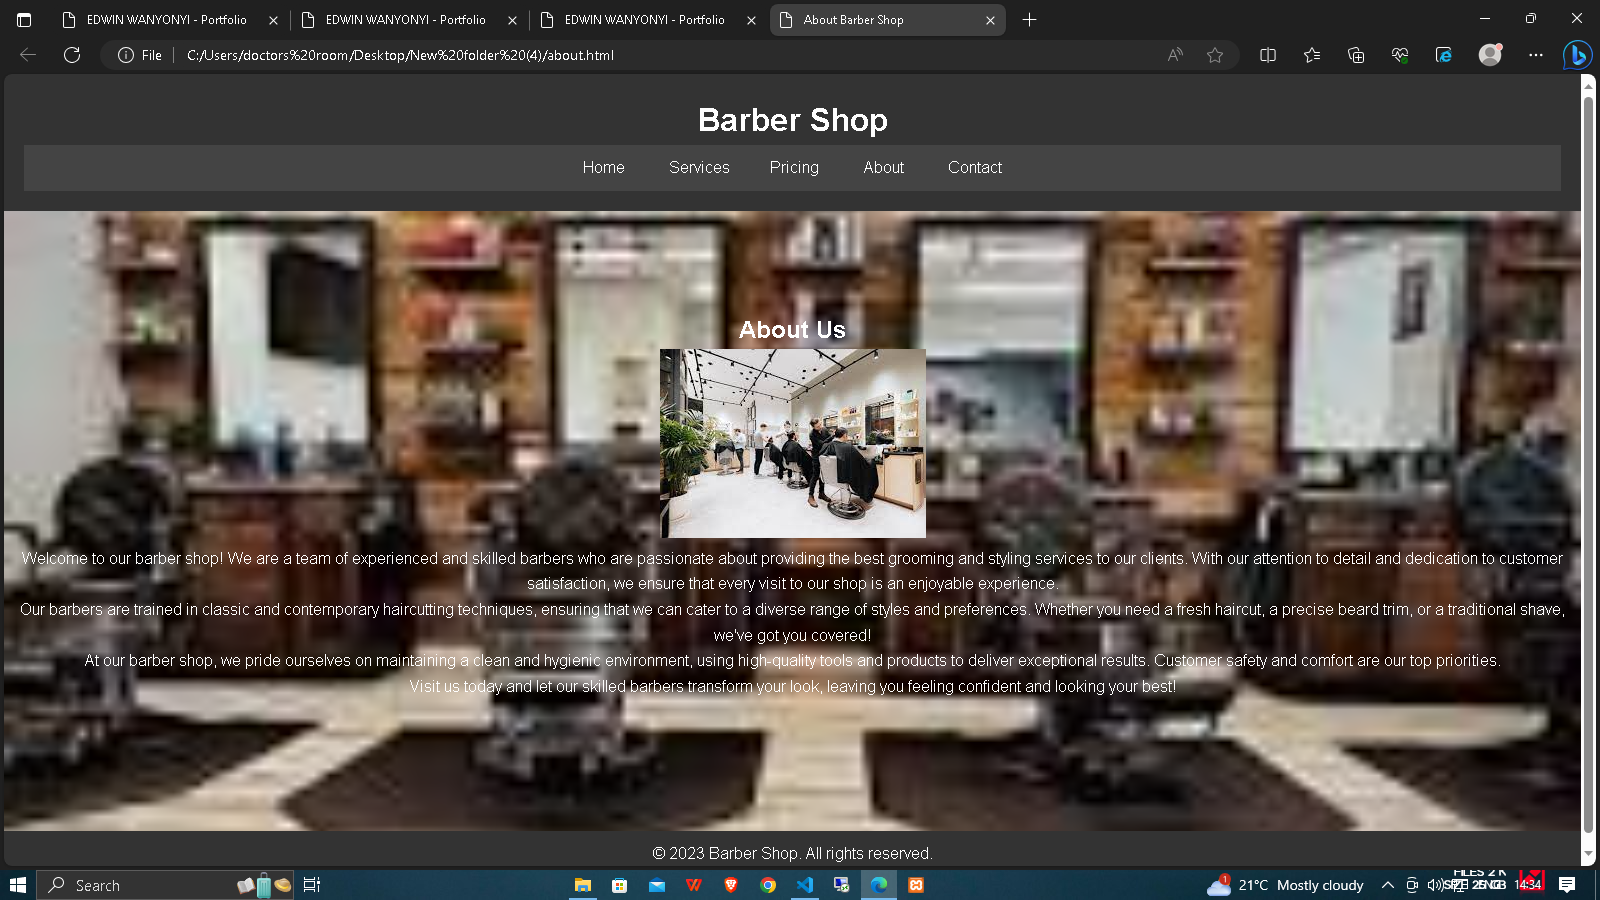 EDWIN WANYONYI - Portfolio
EDWIN WANYONYI - Portfolio
EDWIN WANYONYI - Portfolio
About Barber Shop
File
C:/Users/doctors%20room/Desktop/New%20folder%20(4)/about.html
Barber Shop
Home Services Pricing About Contact
About Us
Welcome to our barber shop! We are a team of experienced and skilled barbers who are passionate about providing the best grooming and styling services to our clients. With our attention to detail and dedication to customer
satisfaction, we ensure that every visit to our shop is an enjoyable experience.
Our barbers are trained in classic and contemporary haircutting techniques, ensuring that we can cater to a diverse range of styles and preferences. Whether you need a fresh haircut, a precise beard trim, or a traditional shave,
we've got you covered!
At our barber shop, we pride ourselves on maintaining a clean and hygienic environment, using high-quality tools and products to deliver exceptional results. Customer safety and comfort are our top priorities.
Visit us today and let our skilled barbers transform your look, leaving you feeling confident and looking your best!
© 2023 Barber Shop. All rights reserved.
Search
1
21°C Mostly cloudy
14:34